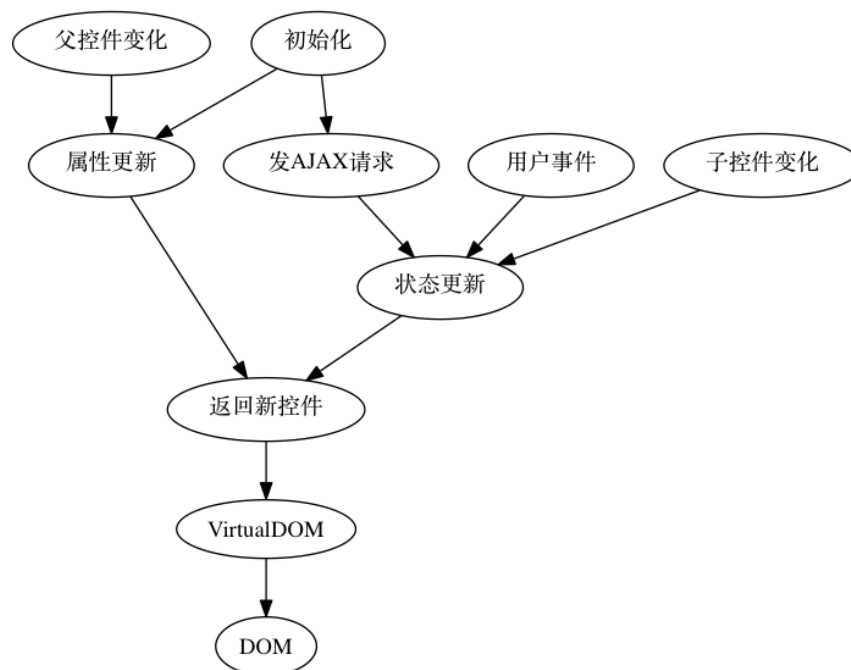 父控件变化
初始化
属性更新
发AJAX请求
用户事件
子控件变化
状态更新
返回新控件
VirtualDOM
DOM